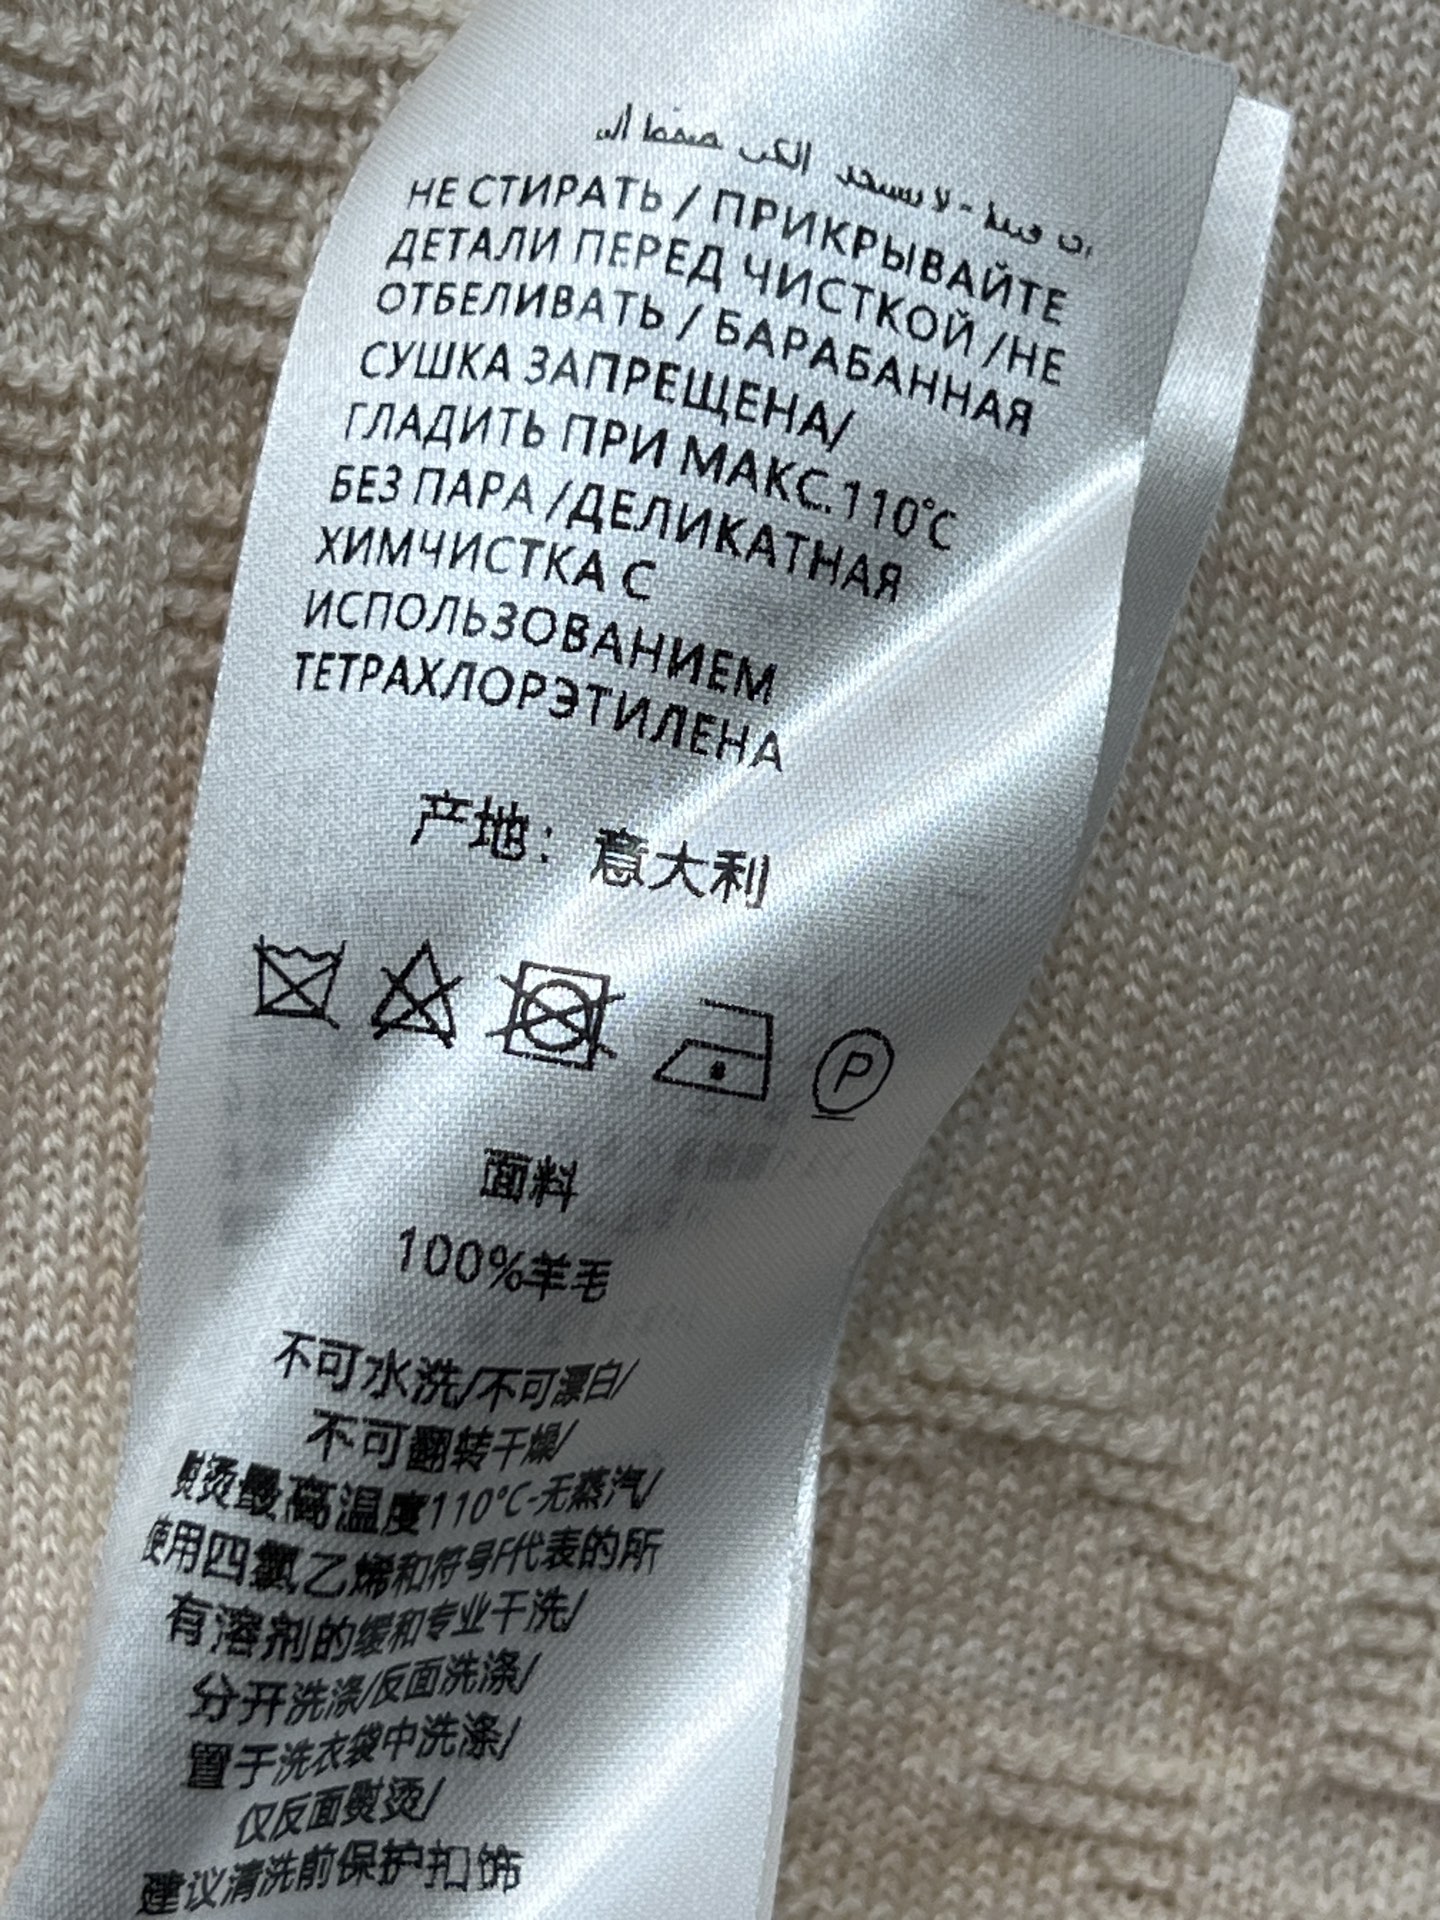 НЕ СТИРАТЬ / ПРИКРЫВАЙТЕ
ДЕТАЛИ ПЕРЕД ЧИСТКОЙ /НЕ
ОТБЕЛИВАТЬ / БАРАБАННАЯ
СУШКА ЗАПРЕЩЕНА/
ГЛАДИТЬ ПРИ МАКС.110°C
БЕЗ ПАРА /ДЕЛИКАТНАЯ
ХИМЧИСТКА С
ИСПОЛЬЗОВАНИЕМ
ТЕТРАХЛОРЭТИЛЕНА
产地：意大利
P
面料
100%羊毛
不可水洗/不可漂白/
不可翻转干燥/
熨烫最高温度110°C-无蒸汽/
使用四氯乙烯和符号F代表的所
有溶剂的缓和专业干洗/
分开洗涤/反面洗涤/
置于洗衣袋中洗涤/
仅反面熨烫/
建议清洗前保护扣饰